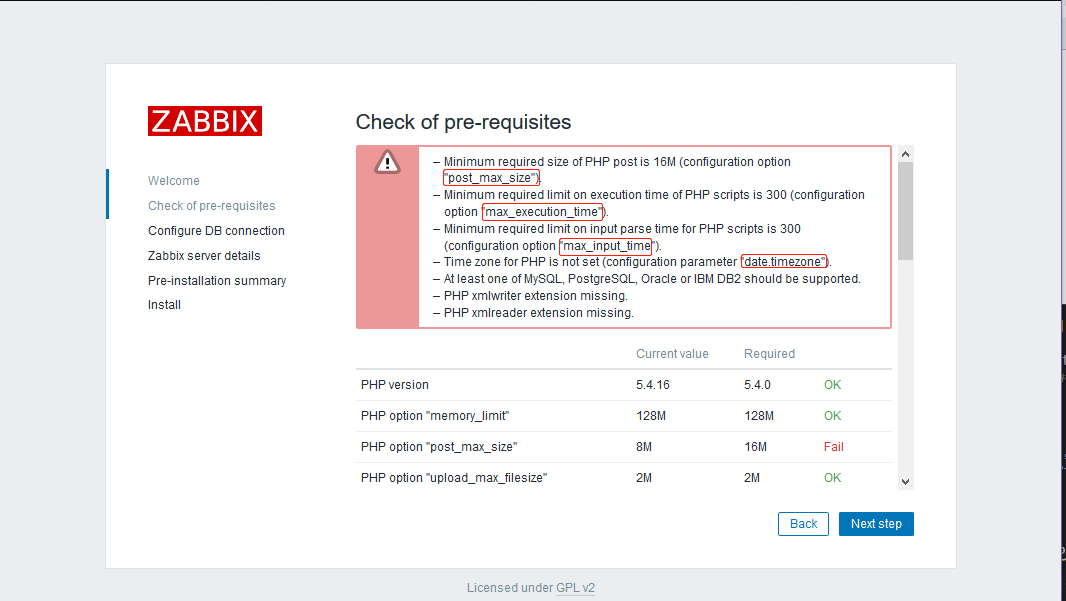 ZABBIX
Welcome
Check of pre-requisites
Configure DB connection
Zabbix server details
Pre-installation summary
Install
Check of pre-requisites
– Minimum required size of PHP post is 16M (configuration option
"post_max_size").
– Minimum required limit on execution time of PHP scripts is 300 (configuration
option "max_execution_time").
– Minimum required limit on input parse time for PHP scripts is 300
(configuration option "max_input_time").
– Time zone for PHP is not set (configuration parameter "date.timezone").
– At least one of MySQL, PostgreSQL, Oracle or IBM DB2 should be supported.
– PHP xmlwriter extension missing.
– PHP xmlreader extension missing.
Current value Required
PHP version 5.4.16 5.4.0 OK
PHP option "memory_limit" 128M 128M OK
PHP option "post_max_size" 8M 16M Fail
PHP option "upload_max_filesize" 2M 2M OK
Back Next step
Licensed under GPL v2